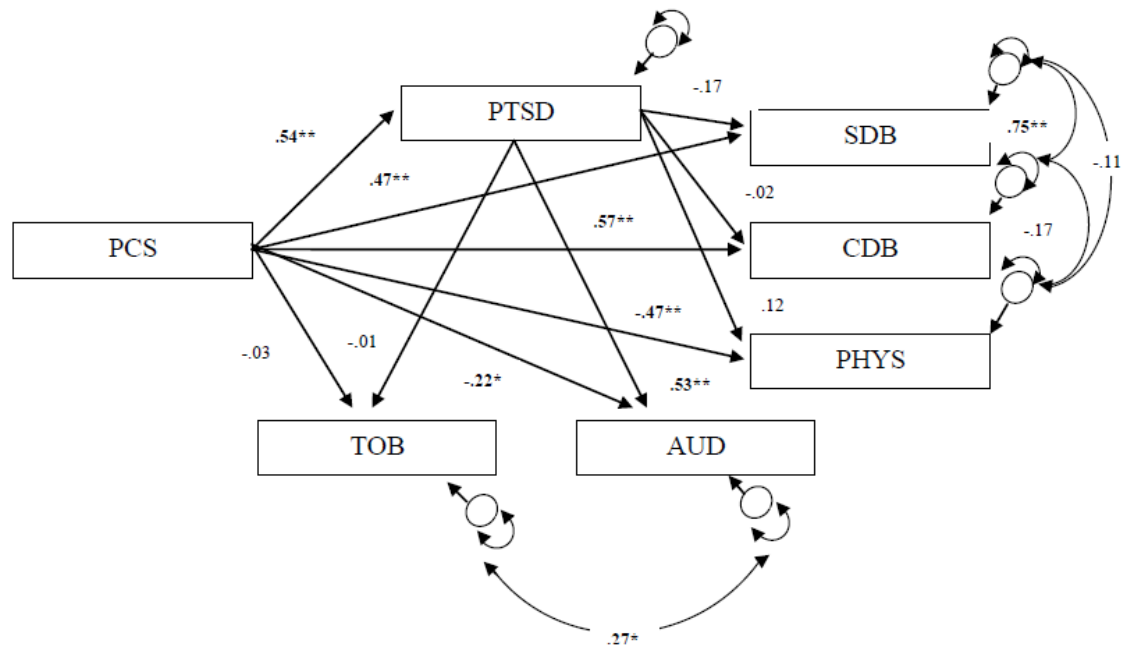 PTSD
-.17
SDB
.75**
.54**
.47**
-.11
-.02
PCS
.57**
CDB
-.17
-.47**
.12
-.03
-.01
PHYS
-.22*
.53**
TOB
AUD
.27*